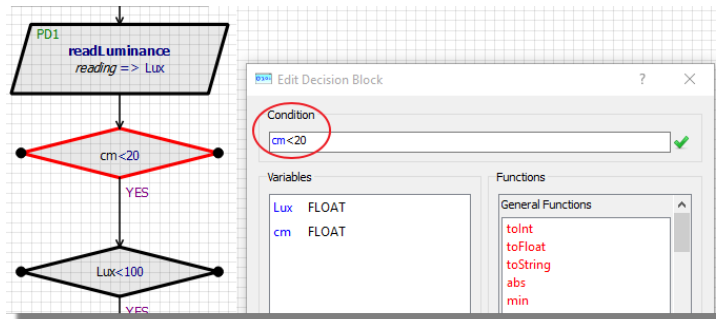 PD1
readLuminance
reading => Lux
cm<20
YES
Lux<100
YES
Edit Decision Block
?
Condition
cm<20
Variables
Lux FLOAT
cm FLOAT
Functions
General Functions
toInt
toFloat
toString
abs
min